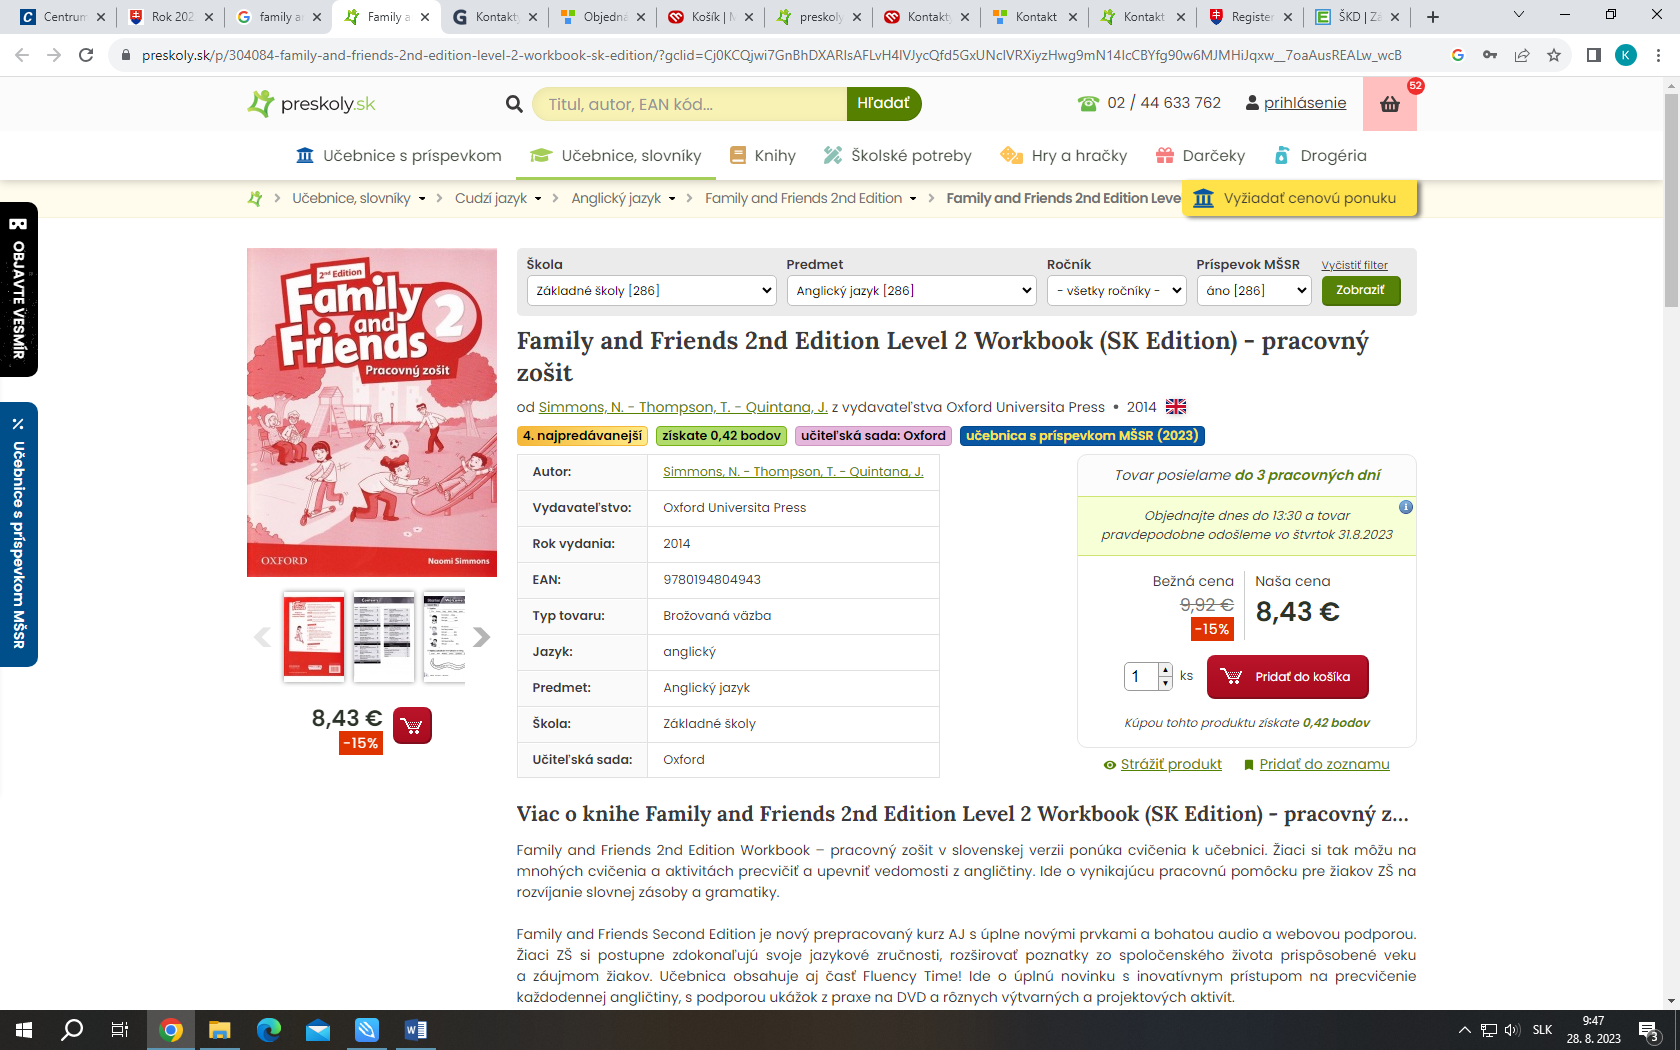 Centrum
Rok 202
family a
Family a
Kontakt
Objedná
Košík | M
preskoly
Kontakt
Kontakt
Kontakt
Register
ŠKD | Zá
preskoly.sk/p/304084-family-and-friends-2nd-edition-level-2-workbook-sk-edition/?gclid=Cj0KCQjwi7GnBhDXARIsAFLvH4lVJycQfd5GxUNclVRXiyzHwg9mN14lcCBYfg90w6MJMHiJqxw__7oaAusREALw_wcB
K
preskoly.sk
Titul, autor, EAN kód...
Hľadať
02 / 44 633 762
prihlásenie
52
Učebnice s príspevkom
Učebnice, slovníky
Knihy
Školské potreby
Hry a hračky
Darčeky
Drogéria
Učebnice, slovníky
Cudzí jazyk
Anglický jazyk
Family and Friends 2nd Edition
Family and Friends 2nd Edition Leve
Vyžiadať cenovú ponuku
OBJAVTE VESMÍR
% Učebnice s príspevkom MŠSR
2nd Edition
Family
and
Friends
2
Pracovný zošit
OXFORD
Naomi Simmons
8,43 €
-15%
Škola
Predmet
Ročník
Príspevok MŠSR
Vyčistiť filter
Základné školy [286]
Anglický jazyk [286]
- všetky ročníky -
áno [286]
Zobraziť
Family and Friends 2nd Edition Level 2 Workbook (SK Edition) - pracovný
zošit
od Simmons, N. - Thompson, T. - Quintana, J. z vydavateľstva Oxford Universita Press • 2014
4. najpredávanejší
získate 0,42 bodov
učiteľská sada: Oxford
učebnica s príspevkom MŠSR (2023)
Autor: Simmons, N. - Thompson, T. - Quintana, J.
Vydavateľstvo: Oxford Universita Press
Rok vydania: 2014
EAN: 9780194804943
Typ tovaru: Brožovaná väzba
Jazyk: anglický
Predmet: Anglický jazyk
Škola: Základné školy
Učiteľská sada: Oxford
Tovar posielame do 3 pracovných dní
Objednajte dnes do 13:30 a tovar
pravdepodobne odošleme vo štvrtok 31.8.2023
Bežná cena
9,92 €
-15%
Naša cena
8,43 €
1 ks
Pridať do košíka
Kúpou tohto produktu získate 0,42 bodov
Strážiť produkt
Pridať do zoznamu
Viac o knihe Family and Friends 2nd Edition Level 2 Workbook (SK Edition) - pracovný z...
Family and Friends 2nd Edition Workbook – pracovný zošit v slovenskej verzii ponúka cvičenia k učebnici. Žiaci si tak môžu na
mnohých cvičenia a aktivitách precvičiť a upevniť vedomosti z angličtiny. Ide o vynikajúcu pracovnú pomôcku pre žiakov ZŠ na
rozvíjanie slovnej zásoby a gramatiky.
Family and Friends Second Edition je nový prepracovaný kurz AJ s úplne novými prvkami a bohatou audio a webovou podporou.
Žiaci ZŠ si postupne zdokonaľujú svoje jazykové zručnosti, rozširovať poznatky zo spoločenského života prispôsobené veku
a záujmom žiakov. Učebnica obsahuje aj časť Fluency Time! Ide o úplnú novinku s inovatívnym prístupom na precvičenie
každodennej angličtiny, s podporou ukážok z praxe na DVD a rôznych výtvarných a projektových aktivít.
SLK
9:47
28. 8. 2023
3